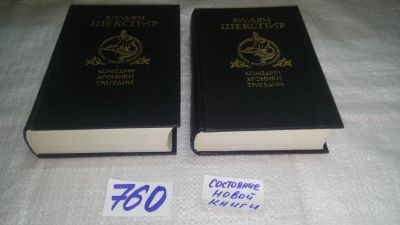 ВИЛЬЯМ
ШЕКСПИР
КОМЕДИИ
ХРОНИКИ
ТРАГЕДИИ
ВИЛЬЯМ
ШЕКСПИР
КОМЕДИИ
ХРОНИКИ
ТРАГЕДИИ
760
состояние
новой
книги